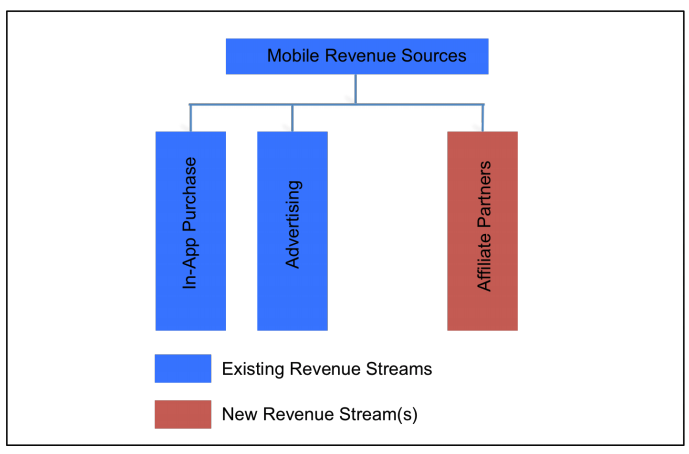 Mobile Revenue Sources
In-App Purchase
Advertising
Affiliate Partners
Existing Revenue Streams
New Revenue Stream(s)